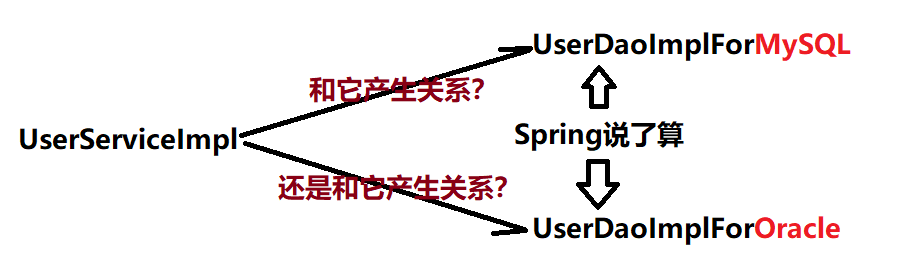 UserDaoImplForMySQL
和它产生关系？
UserServiceImpl
Spring说了算
还是和它产生关系？
UserDaoImplForOracle